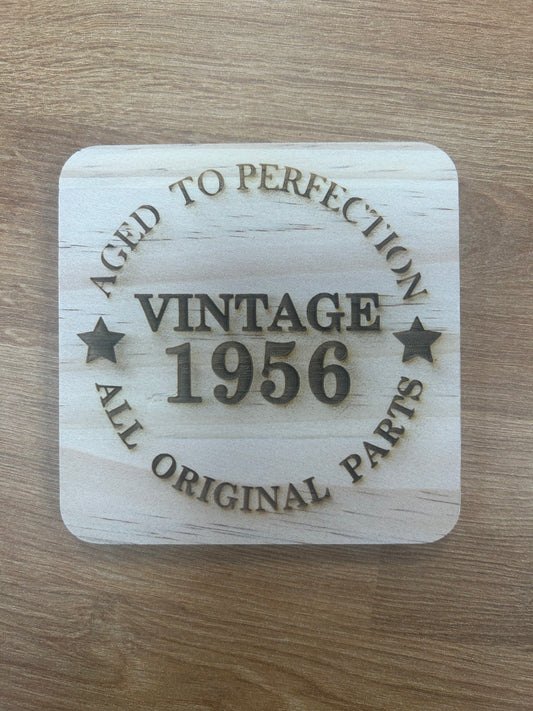 AGED TO PERFECTION
VINTAGE
1956
ALL ORIGINAL PARTS